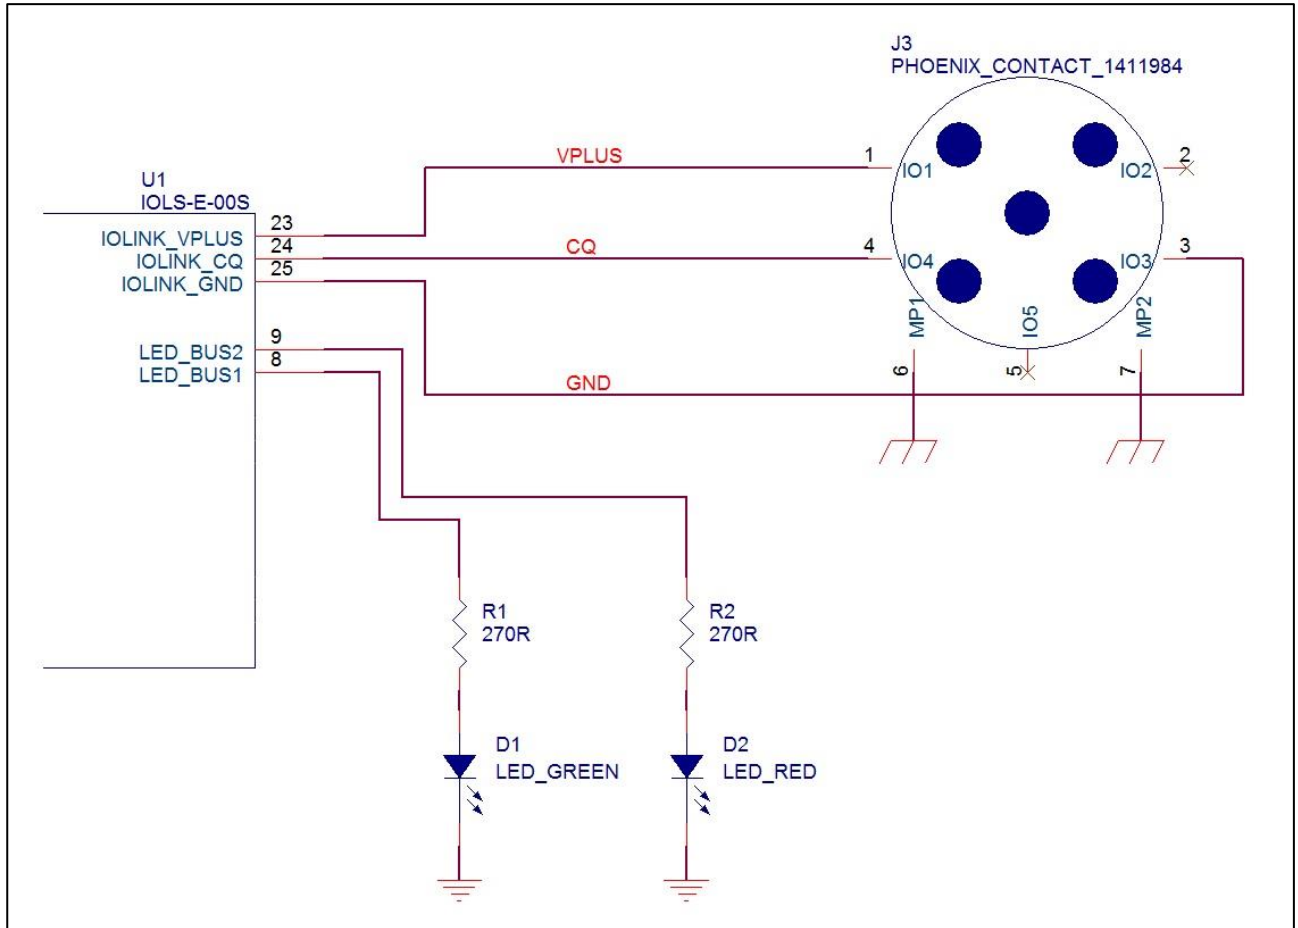 J3
PHOENIX_CONTACT_1411984
VPLUS
1
IO1
IO2
2
U1
IOLS-E-00S
23
IOLINK_VPLUS
24
CQ
4
IO4
IO3
3
IOLINK_CQ
25
IOLINK_GND
MP1
IO5
MP2
9
LED_BUS2
8
LED_BUS1
6
5
7
GND
R1
270R
R2
270R
D1
LED_GREEN
D2
LED_RED